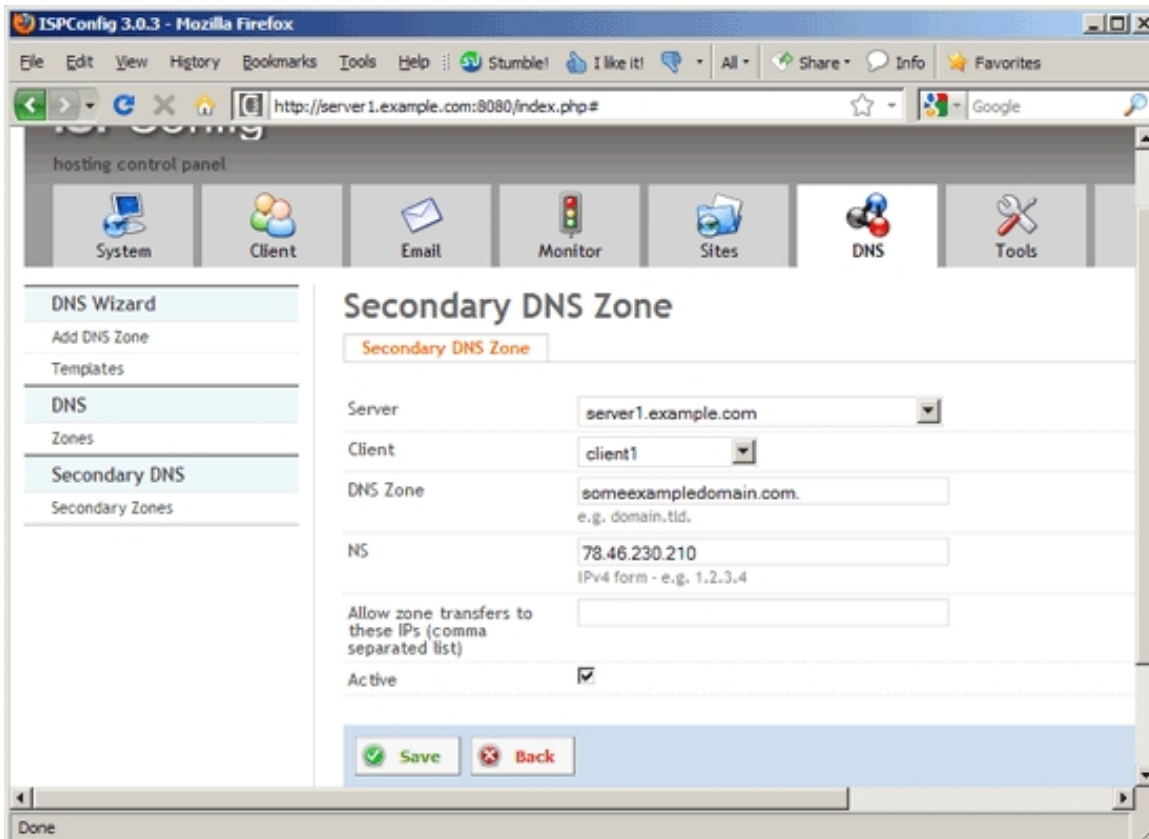 ISPConfig 3.0.3 - Mozilla Firefox
File Edit View History Bookmarks Tools Help Stumble! I like it! All Share Info Favorites
http://server1.example.com:8080/index.php# Google
hosting control panel
System Client Email Monitor Sites DNS Tools
DNS Wizard
Add DNS Zone
Templates
DNS
Zones
Secondary DNS
Secondary Zones
Secondary DNS Zone
Secondary DNS Zone
Server server1.example.com
Client client1
DNS Zone someexampledomain.com.
e.g. domain.tld.
NS 78.46.230.210
IPv4 form - e.g. 1.2.3.4
Allow zone transfers to
these IPs (comma
separated list)
Active
Save Back
Done